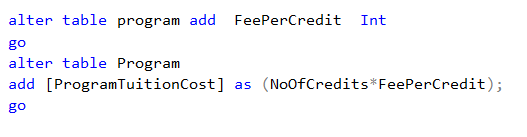 alter table program add  FeePerCredit  Int
go
alter table Program
add [ProgramTuitionCost] as (NoOfCredits*FeePerCredit);
go